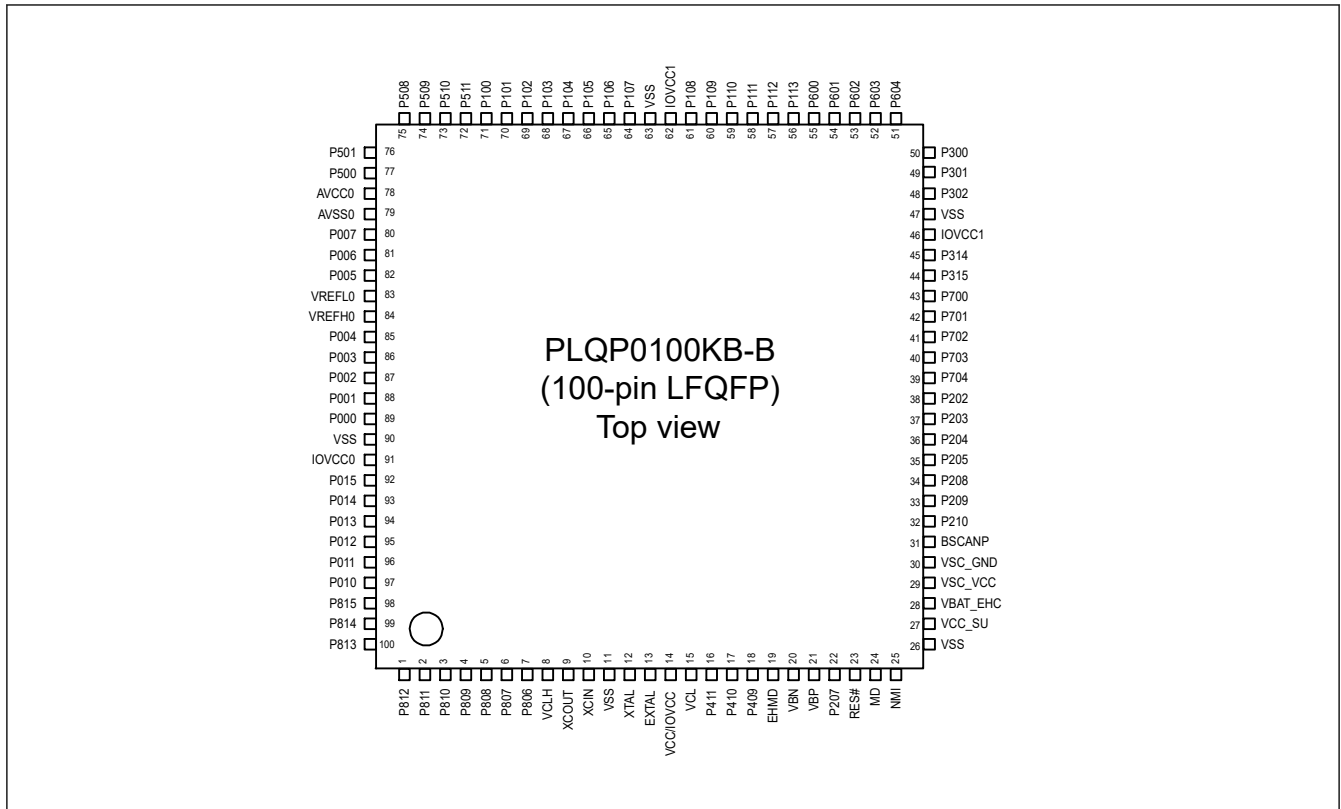 P508 P509 P510 P511 P100 P101 P102 P103 P104 P105 P106 P107 VSS IOVCC1 P108 P109 P110 P111 P112 P113 P600 P601 P602 P603 P604
75 74 73 72 71 70 69 68 67 66 65 64 63 62 61 60 59 58 57 56 55 54 53 52 51
P501 76
P500 77
AVCC0 78
AVSS0 79
P007 80
P006 81
P005 82
VREFL0 83
VREFH0 84
P004 85
P003 86
P002 87
P001 88
P000 89
VSS 90
IOVCC0 91
P015 92
P014 93
P013 94
P012 95
P011 96
P010 97
P815 98
P814 99
P813 100
PLQP0100KB-B
(100-pin LFQFP)
Top view
50 P300
49 P301
48 P302
47 VSS
46 IOVCC1
45 P314
44 P315
43 P700
42 P701
41 P702
40 P703
39 P704
38 P202
37 P203
36 P204
35 P205
34 P208
33 P209
32 P210
31 BSCANP
30 VSC_GND
29 VSC_VCC
28 VBAT_EHC
27 VCC_SU
26 VSS
1 2 3 4 5 6 7 8 9 10 11 12 13 14 15 16 17 18 19 20 21 22 23 24 25
P812 P811 P810 P809 P808 P807 P806 VCLH XCOUT XCIN VSS XTAL EXTAL VCC/IOVCC VCL P411 P410 P409 EHMD VBN VBP P207 RES# MD NMI